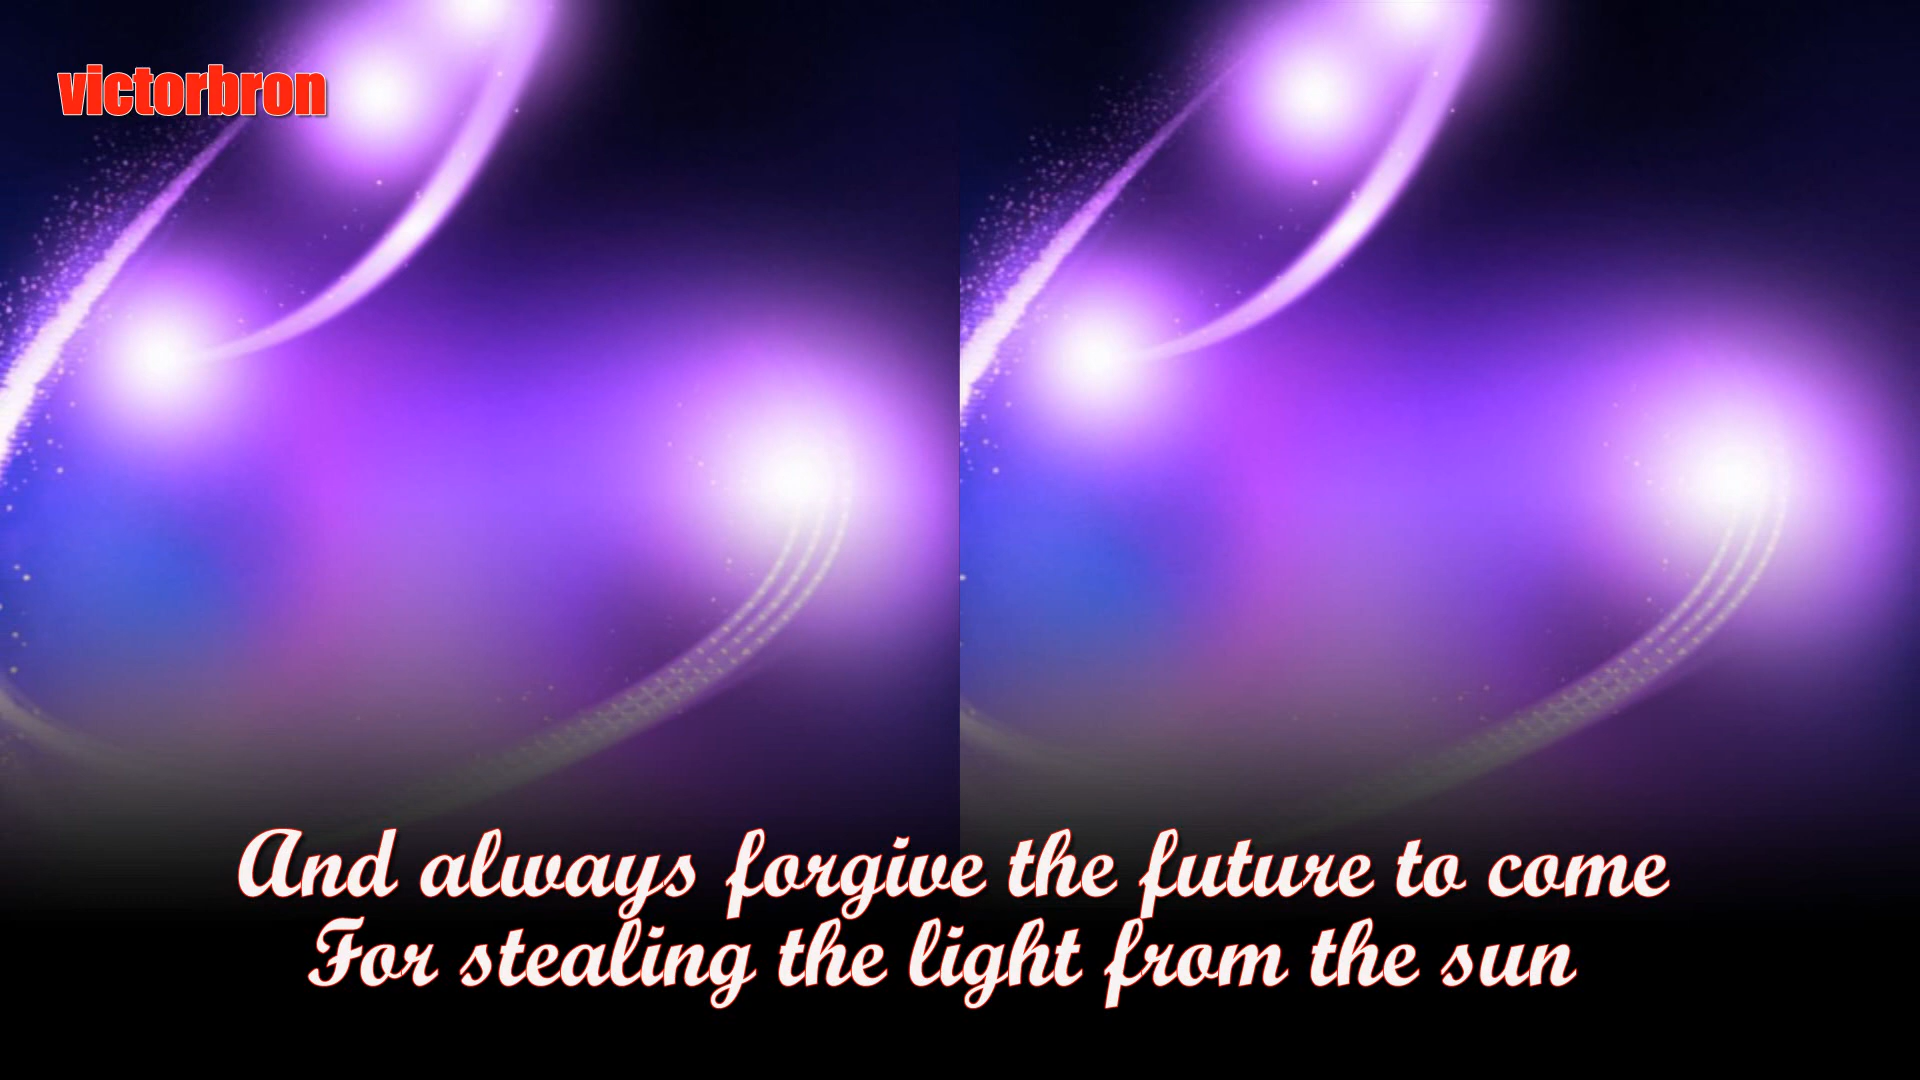 victorbron
And always forgive the future to come
For stealing the light from the sun